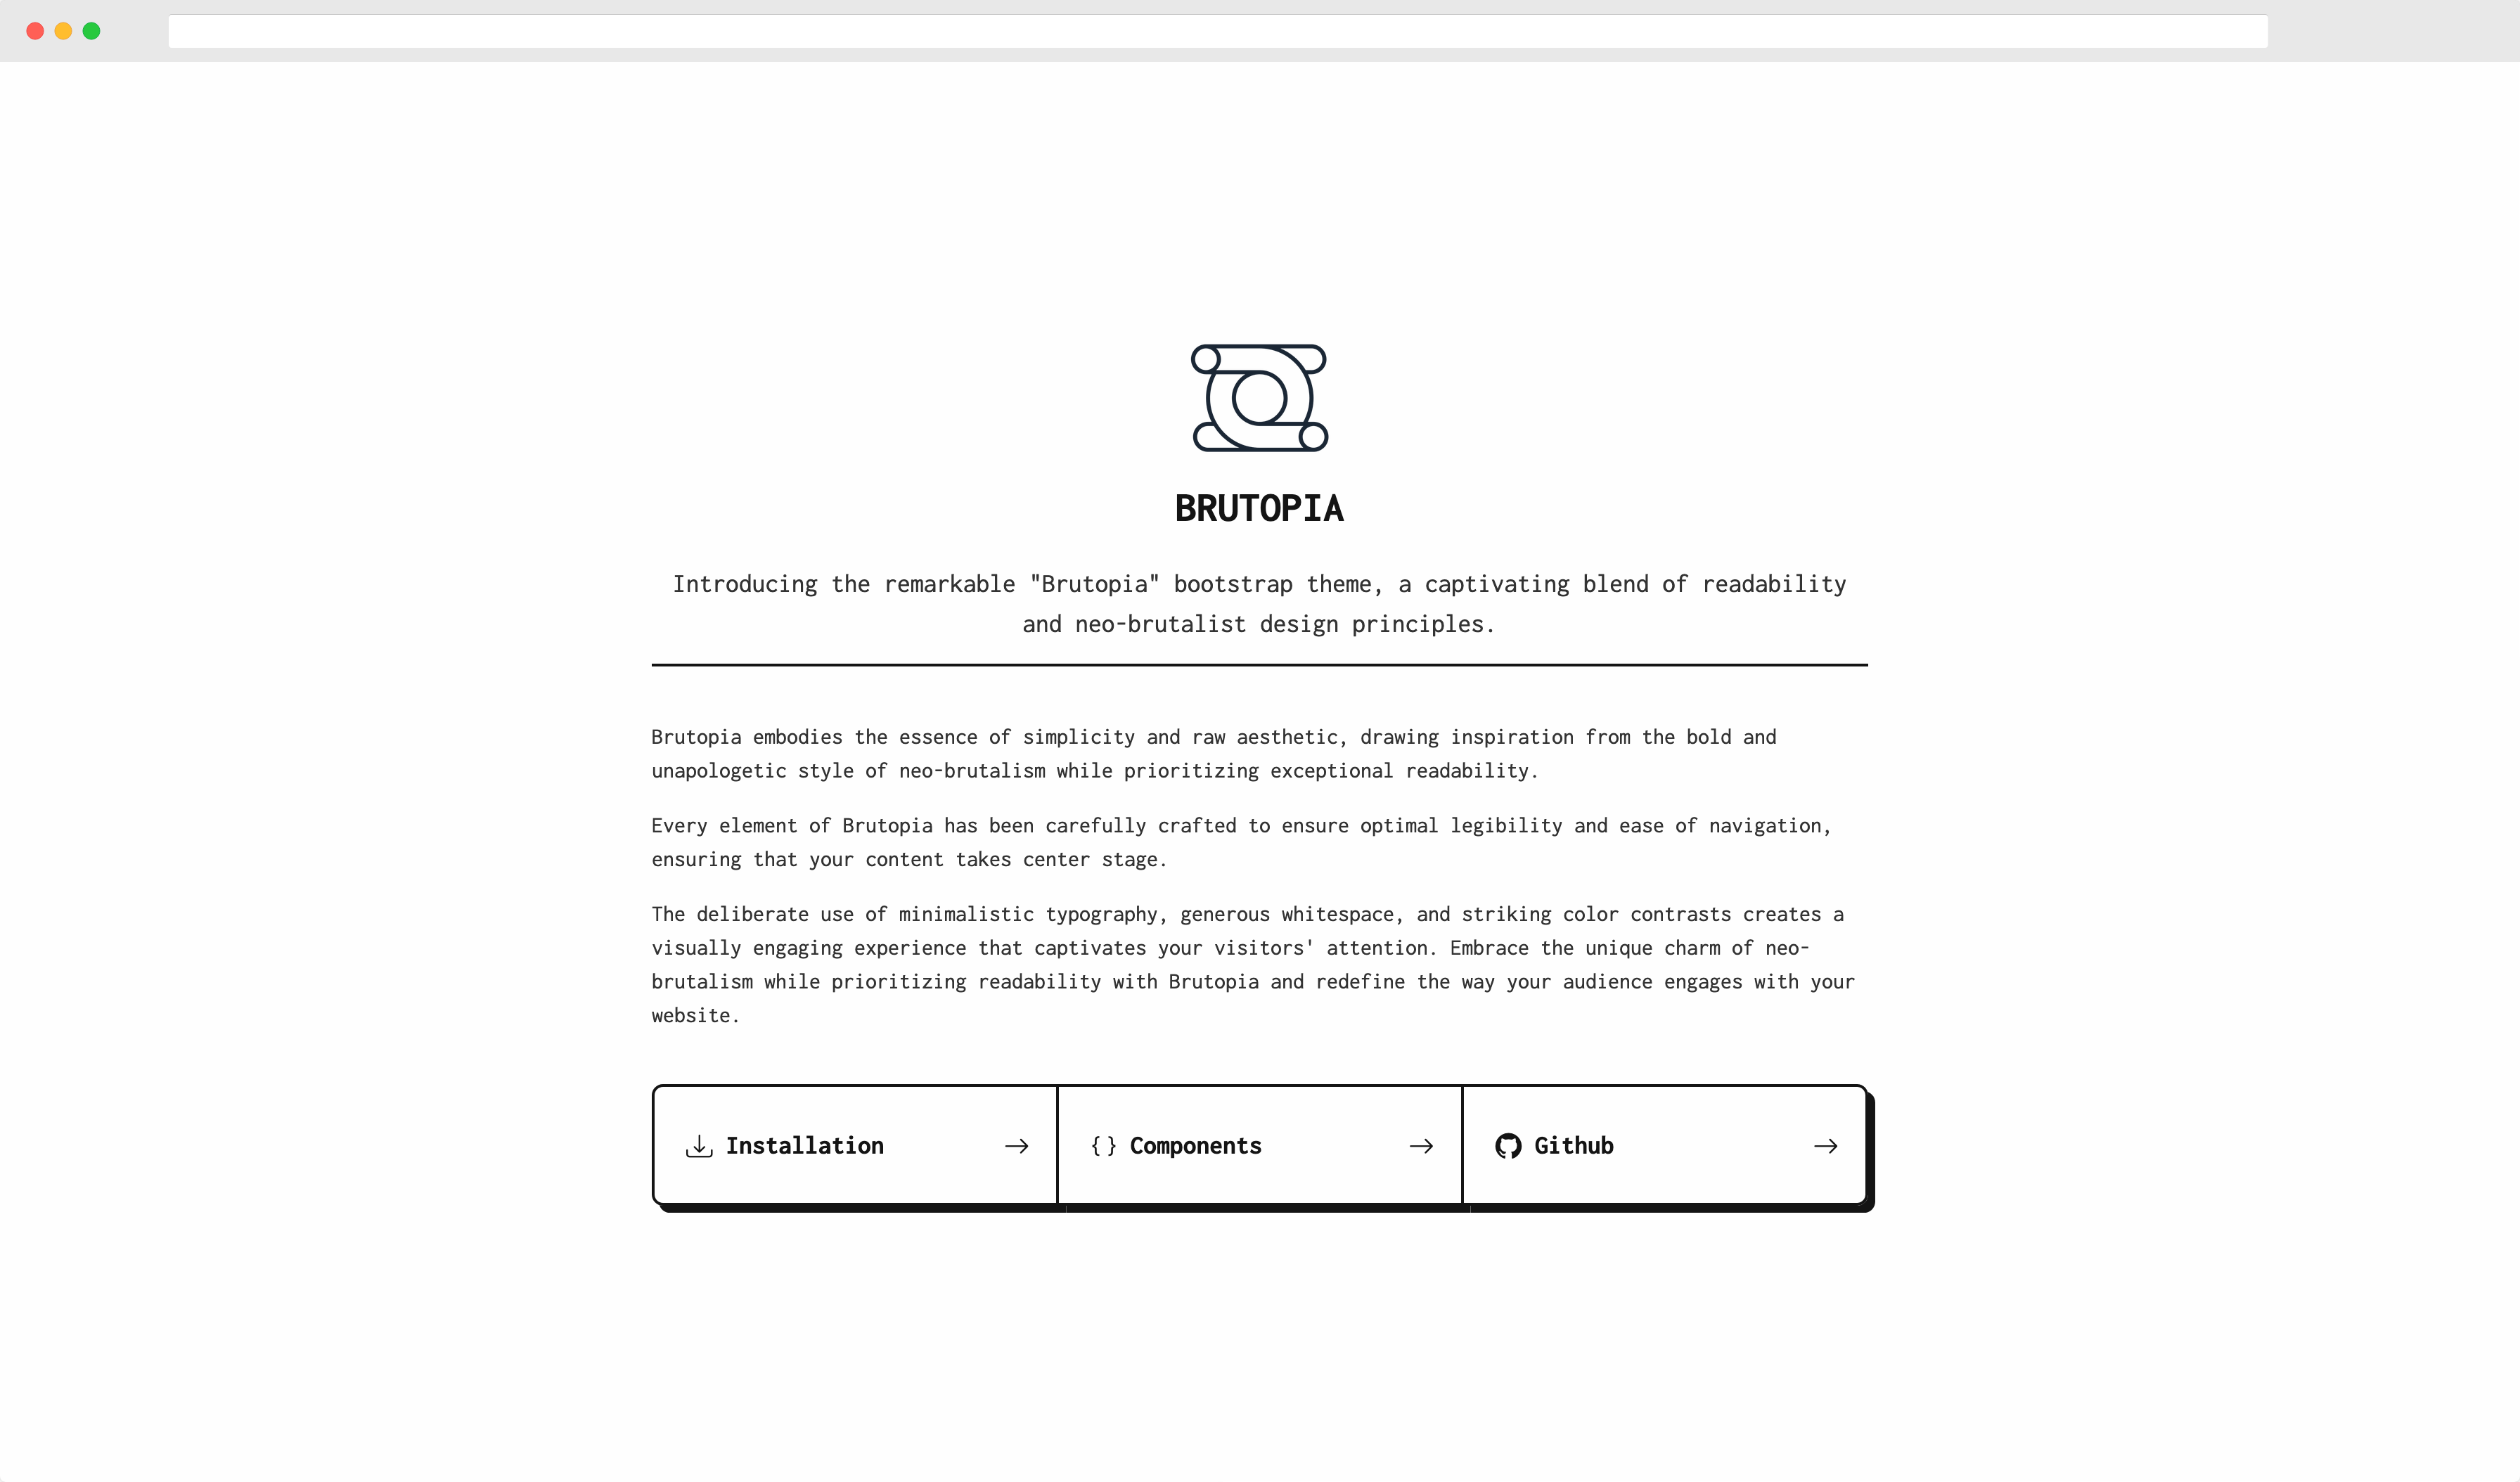 BRUTOPIA
Introducing the remarkable "Brutopia" bootstrap theme, a captivating blend of readability
and neo-brutalist design principles.
Brutopia embodies the essence of simplicity and raw aesthetic, drawing inspiration from the bold and
unapologetic style of neo-brutalism while prioritizing exceptional readability.
Every element of Brutopia has been carefully crafted to ensure optimal legibility and ease of navigation,
ensuring that your content takes center stage.
The deliberate use of minimalistic typography, generous whitespace, and striking color contrasts creates a
visually engaging experience that captivates your visitors' attention. Embrace the unique charm of neo-
brutalism while prioritizing readability with Brutopia and redefine the way your audience engages with your
website.
Installation
{} Components
Github